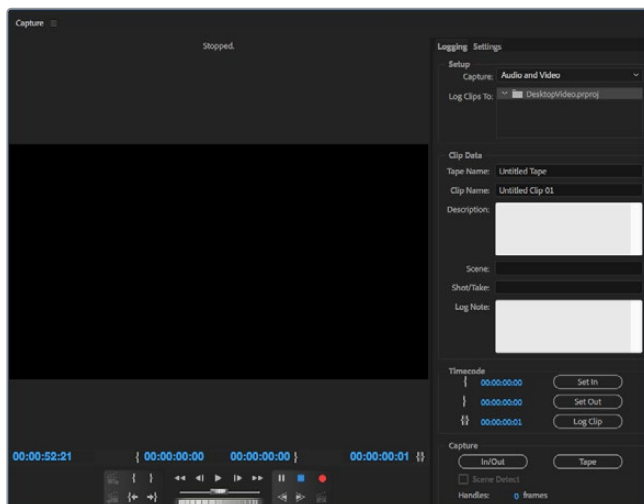 Capture
Stopped.
Logging Settings
Setup
Capture: Audio and Video
Log Clips To: DesktopVideo.prproj
Clip Data
Tape Name: Untitled Tape
Clip Name: Untitled Clip 01
Description:
Scene:
Shot/Take:
Log Note:
Timecode
{ 00:00:00:00 Set In
} 00:00:00:00 Set Out
{} 00:00:00:01 Log Clip
00:00:52:21 { 00:00:00:00 00:00:00:00 } 00:00:00:01 {}
Capture
In/Out Tape
Scene Detect
Handles: 0 frames